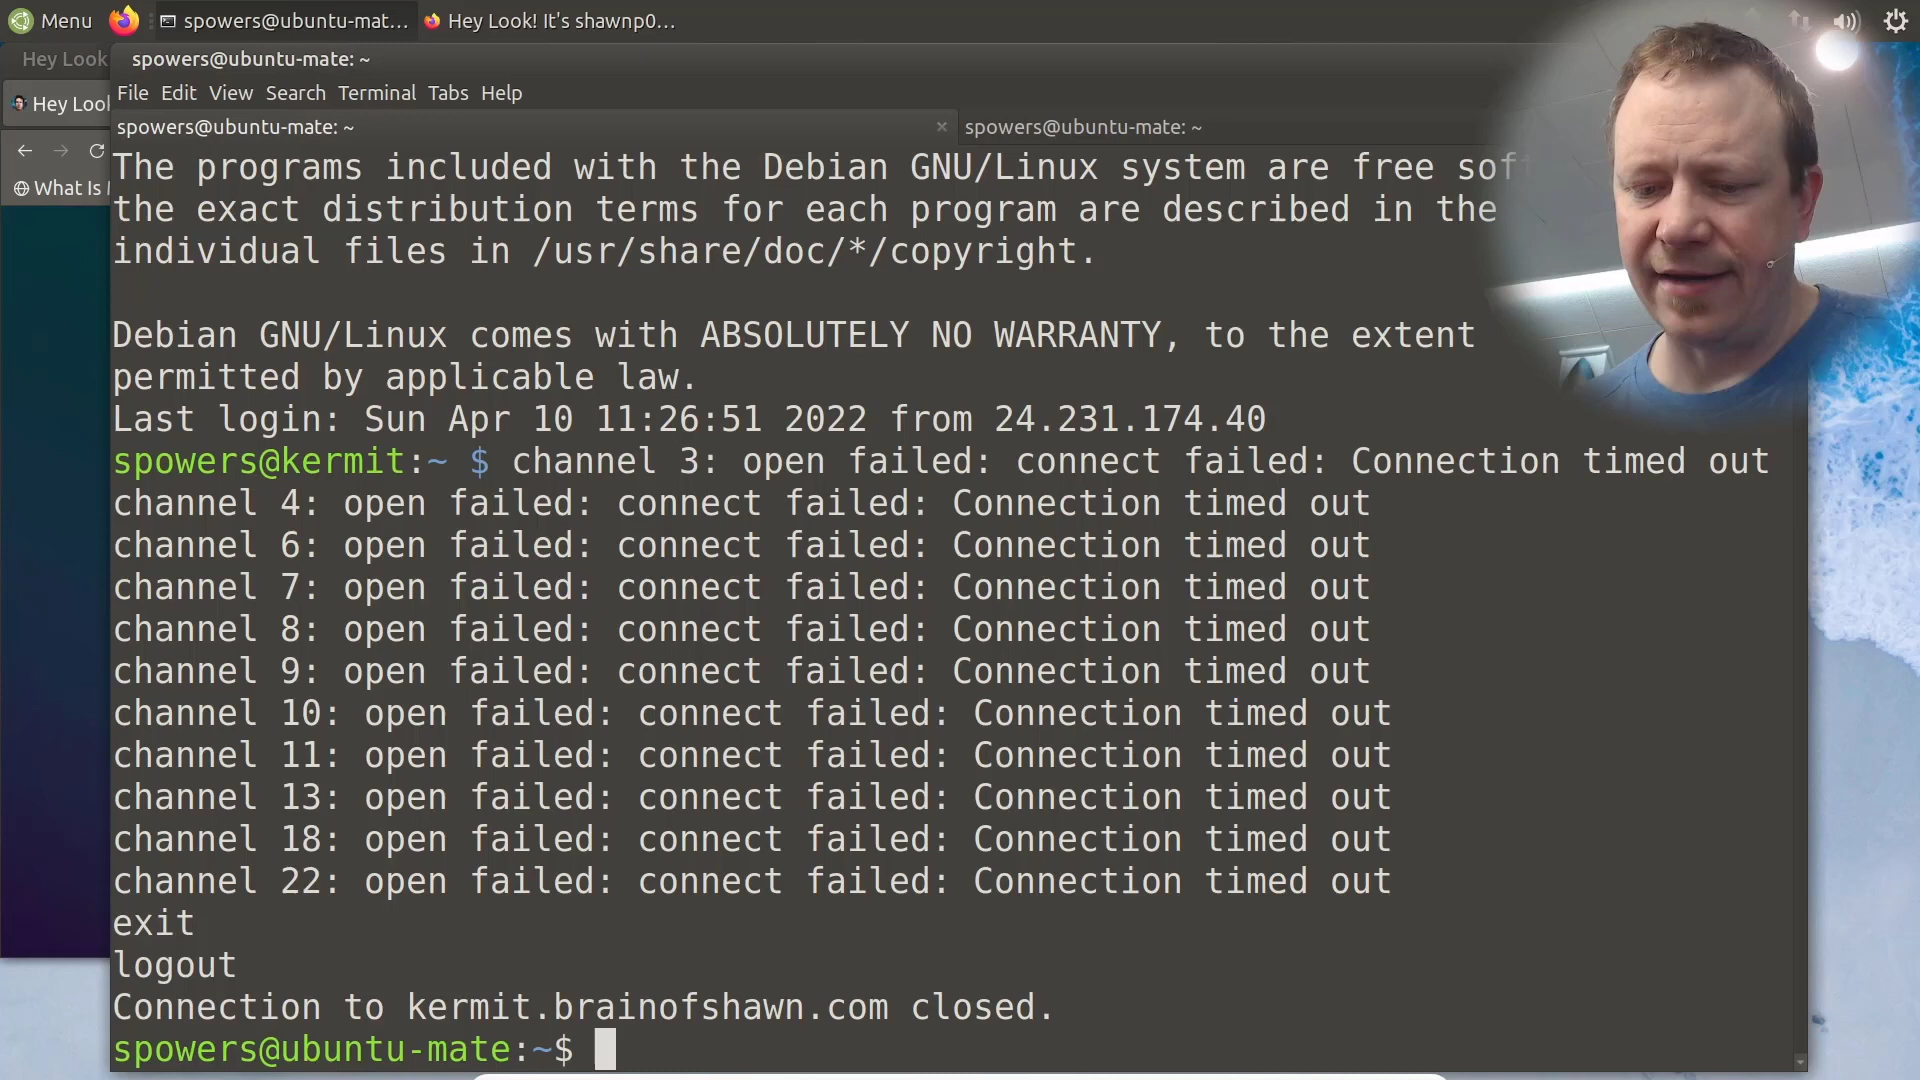 Menu
spowers@ubuntu-mat...
Hey Look! It's shawnp0...
Hey Look
spowers@ubuntu-mate: ~
File Edit View Search Terminal Tabs Help
Hey Look
spowers@ubuntu-mate: ~ ×
spowers@ubuntu-mate: ~
What Is
The programs included with the Debian GNU/Linux system are free soft
the exact distribution terms for each program are described in the
individual files in /usr/share/doc/*/copyright.
Debian GNU/Linux comes with ABSOLUTELY NO WARRANTY, to the extent
permitted by applicable law.
Last login: Sun Apr 10 11:26:51 2022 from 24.231.174.40
spowers@kermit:~ $ channel 3: open failed: connect failed: Connection timed out
channel 4: open failed: connect failed: Connection timed out
channel 6: open failed: connect failed: Connection timed out
channel 7: open failed: connect failed: Connection timed out
channel 8: open failed: connect failed: Connection timed out
channel 9: open failed: connect failed: Connection timed out
channel 10: open failed: connect failed: Connection timed out
channel 11: open failed: connect failed: Connection timed out
channel 13: open failed: connect failed: Connection timed out
channel 18: open failed: connect failed: Connection timed out
channel 22: open failed: connect failed: Connection timed out
exit
logout
Connection to kermit.brainofshawn.com closed.
spowers@ubuntu-mate:~$